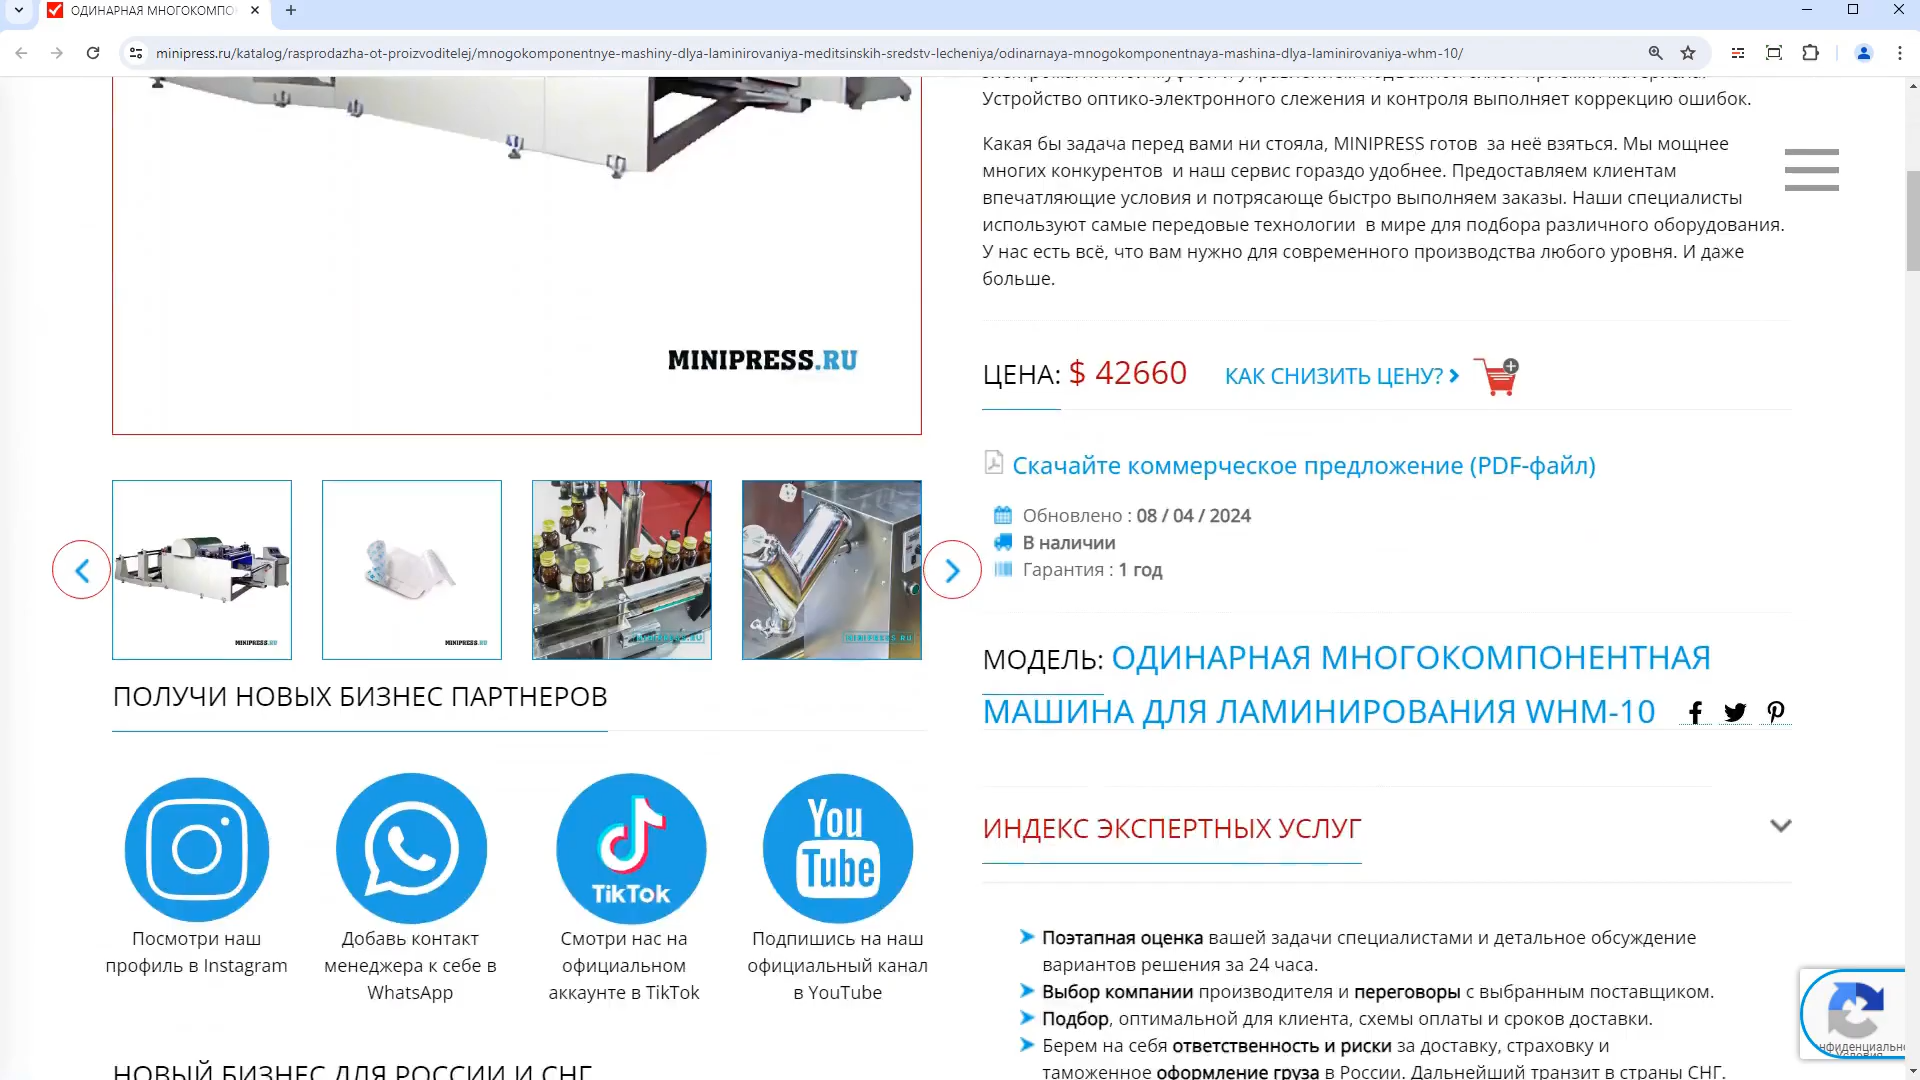 ОДИНАРНАЯ МНОГОКОМПО
minipress.ru/katalog/rasprodazha-ot-proizvoditelej/mnogokomponentnye-mashiny-dlya-laminirovaniya-meditsinskih-sredstv-lecheniya/odinarnaya-mnogokomponentnaya-mashina-dlya-laminirovaniya-whm-10/
Устройство оптико-электронного слежения и контроля выполняет коррекцию ошибок.
Какая бы задача перед вами ни стояла, MINIPRESS готов за неё взяться. Мы мощнее
многих конкурентов и наш сервис гораздо удобнее. Предоставляем клиентам
впечатляющие условия и потрясающе быстро выполняем заказы. Наши специалисты
используют самые передовые технологии в мире для подбора различного оборудования.
У нас есть всё, что вам нужно для современного производства любого уровня. И даже
больше.
MINIPRESS.RU
ЦЕНА: $ 42660 КАК СНИЗИТЬ ЦЕНУ?
Скачайте коммерческое предложение (PDF-файл)
Обновлено : 08 / 04 / 2024
В наличии
Гарантия : 1 год
MINIPRESS.RU
MINIPRESS.RU
MINIPRESS.RU
MINIPRESS.RU
МОДЕЛЬ: ОДИНАРНАЯ МНОГОКОМПОНЕНТНАЯ
МАШИНА ДЛЯ ЛАМИНИРОВАНИЯ WHM-10
ПОЛУЧИ НОВЫХ БИЗНЕС ПАРТНЕРОВ
TikTok
You
Tube
Посмотри наш
профиль в Instagram
Добавь контакт
менеджера к себе в
WhatsApp
Смотри нас на
официальном
аккаунте в TikTok
Подпишись на наш
официальный канал
в YouTube
ИНДЕКС ЭКСПЕРТНЫХ УСЛУГ
Поэтапная оценка вашей задачи специалистами и детальное обсуждение
вариантов решения за 24 часа.
Выбор компании производителя и переговоры с выбранным поставщиком.
Подбор, оптимальной для клиента, схемы оплаты и сроков доставки.
Берем на себя ответственность и риски за доставку, страховку и
таможенное оформление груза в России. Дальнейший транзит в страны СНГ.
НОВЫЙ БИЗНЕС ДЛЯ РОССИИ И СНГ